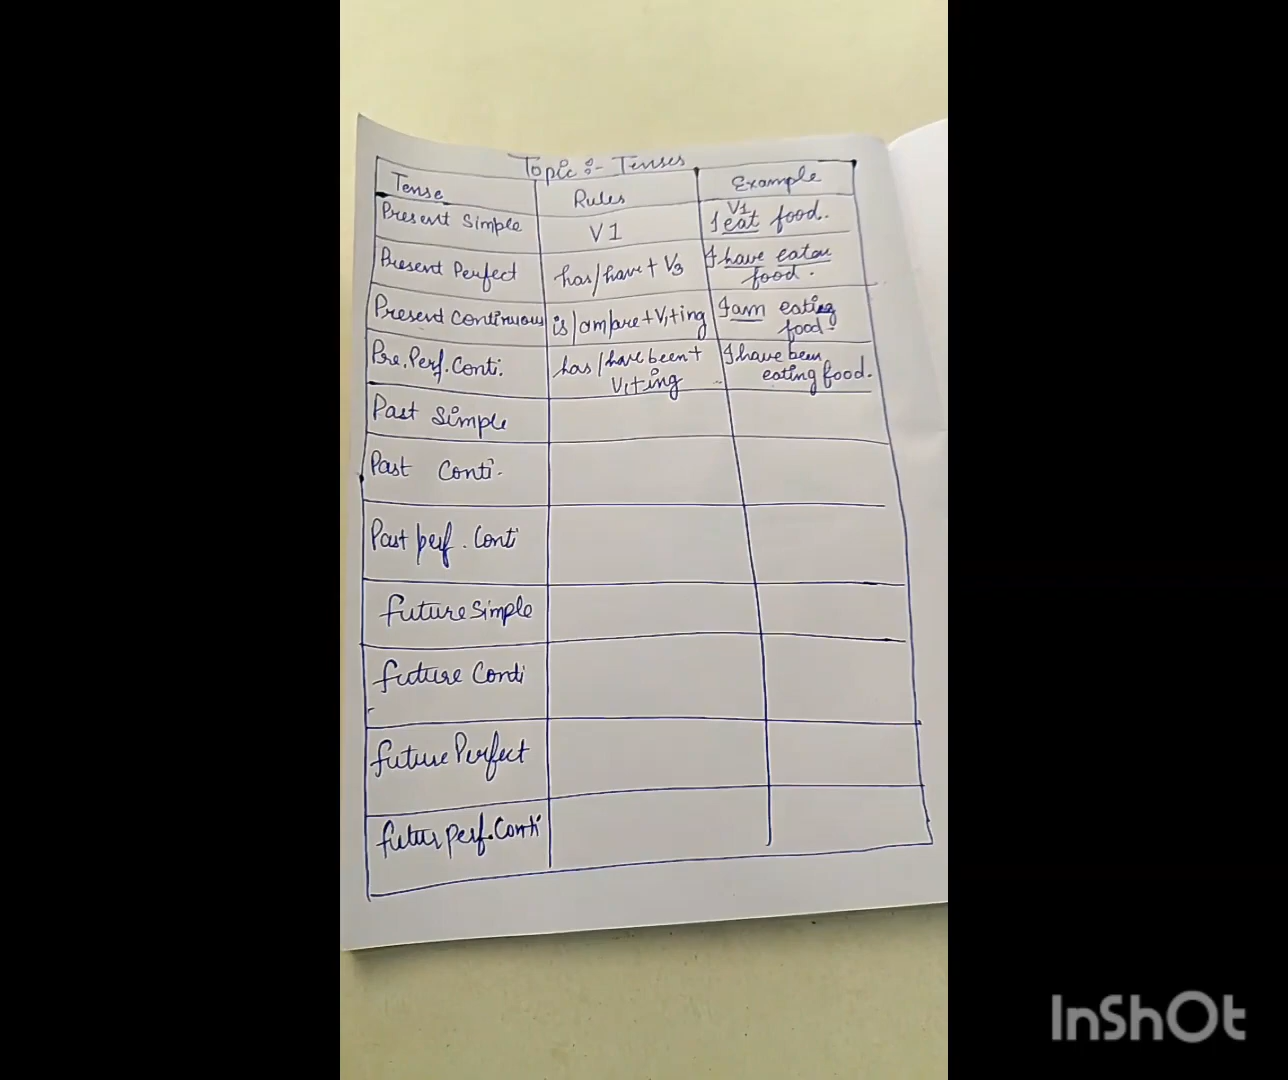 Topic :- Tenses
Tense Rules Example
Present Simple V1 I eat food.
V1
Present Perfect has/have + V3 I have eaten
food.
Present Continuous is/am/are + V1+ing I am eating
food.
Pre. Perf. Conti. has/have been + I have been
V1+ing eating food.
Past Simple
Past Conti.
Past perf. Conti
future Simple
future Conti
future Perfect
futur perf. Conti
InShOt